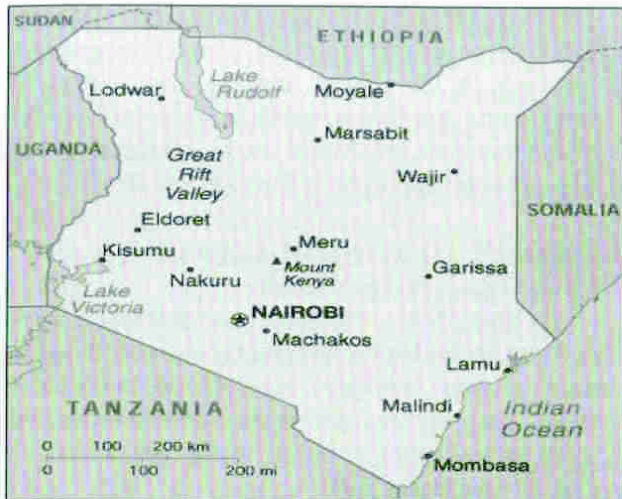 SUDAN
ETHIOPIA
Lake
Rudolf
Lodwar
Moyale
Marsabit
UGANDA
Great
Rift
Valley
Wajir
SOMALIA
Eldoret
Kisumu
Meru
Nakuru
Mount
Kenya
Garissa
Lake
Victoria
NAIROBI
Machakos
Lamu
TANZANIA
Malindi
Indian
Ocean
0 100 200 km
0 100 200 mi
Mombasa